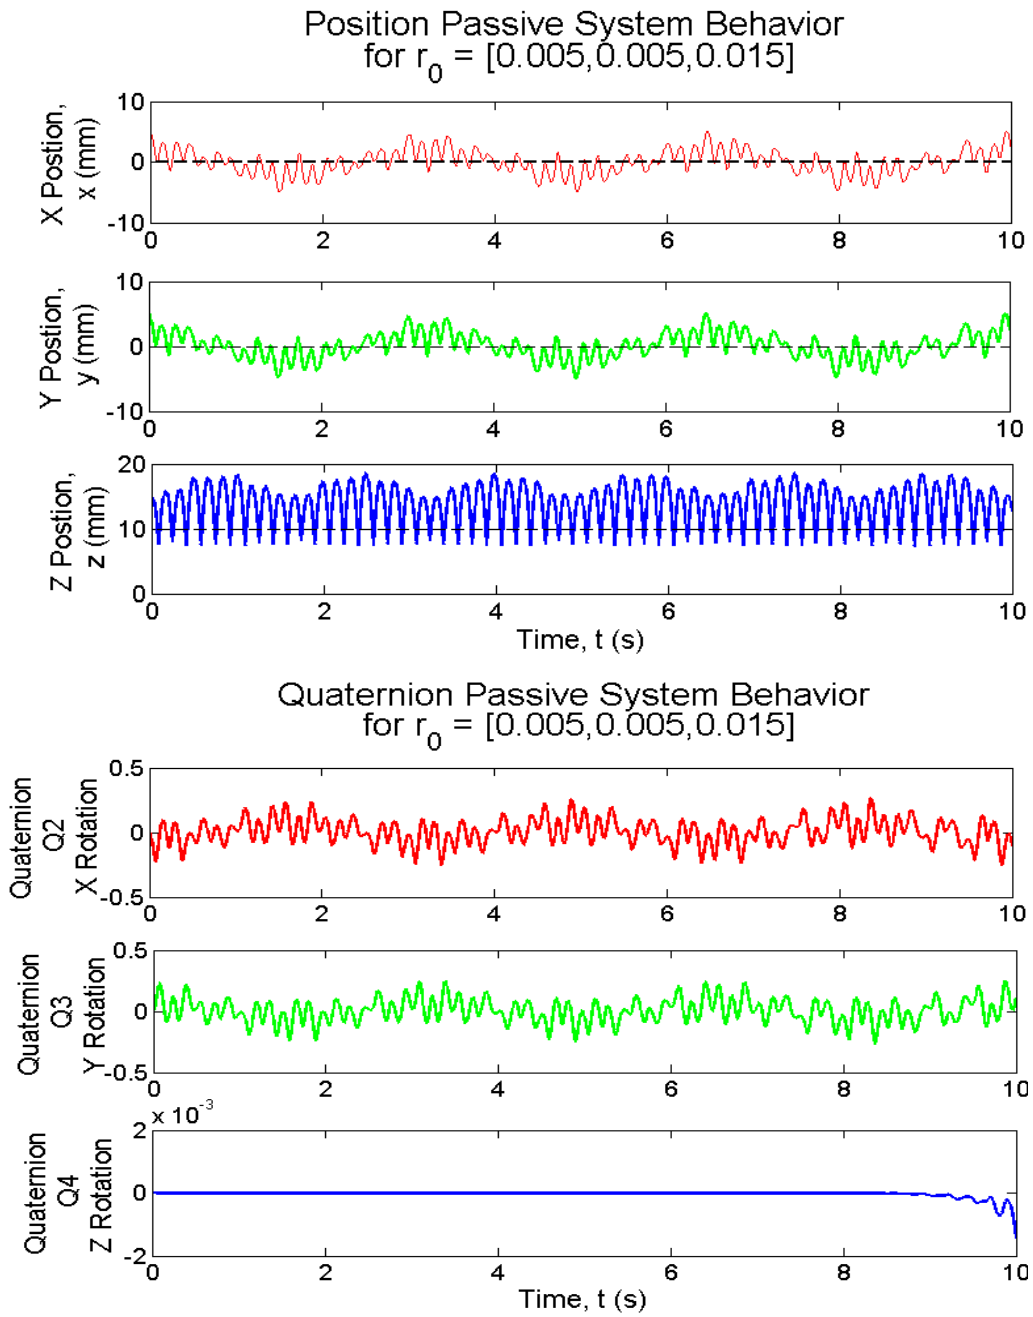 Position Passive System Behavior
for r0 = [0.005,0.005,0.015]
X Postion,
x (mm)
10
0
-10
0 2 4 6 8 10
Y Postion,
y (mm)
10
0
-10
0 2 4 6 8 10
Z Postion,
z (mm)
20
10
0
0 2 4 6 8 10
Time, t (s)
Quaternion Passive System Behavior
for r0 = [0.005,0.005,0.015]
Quaternion
Q2
X Rotation
0.5
0
-0.5
0 2 4 6 8 10
Quaternion
Q3
Y Rotation
0.5
0
-0.5
0 2 4 6 8 10
x 10-3
Quaternion
Q4
Z Rotation
2
0
-2
0 2 4 6 8 10
Time, t (s)